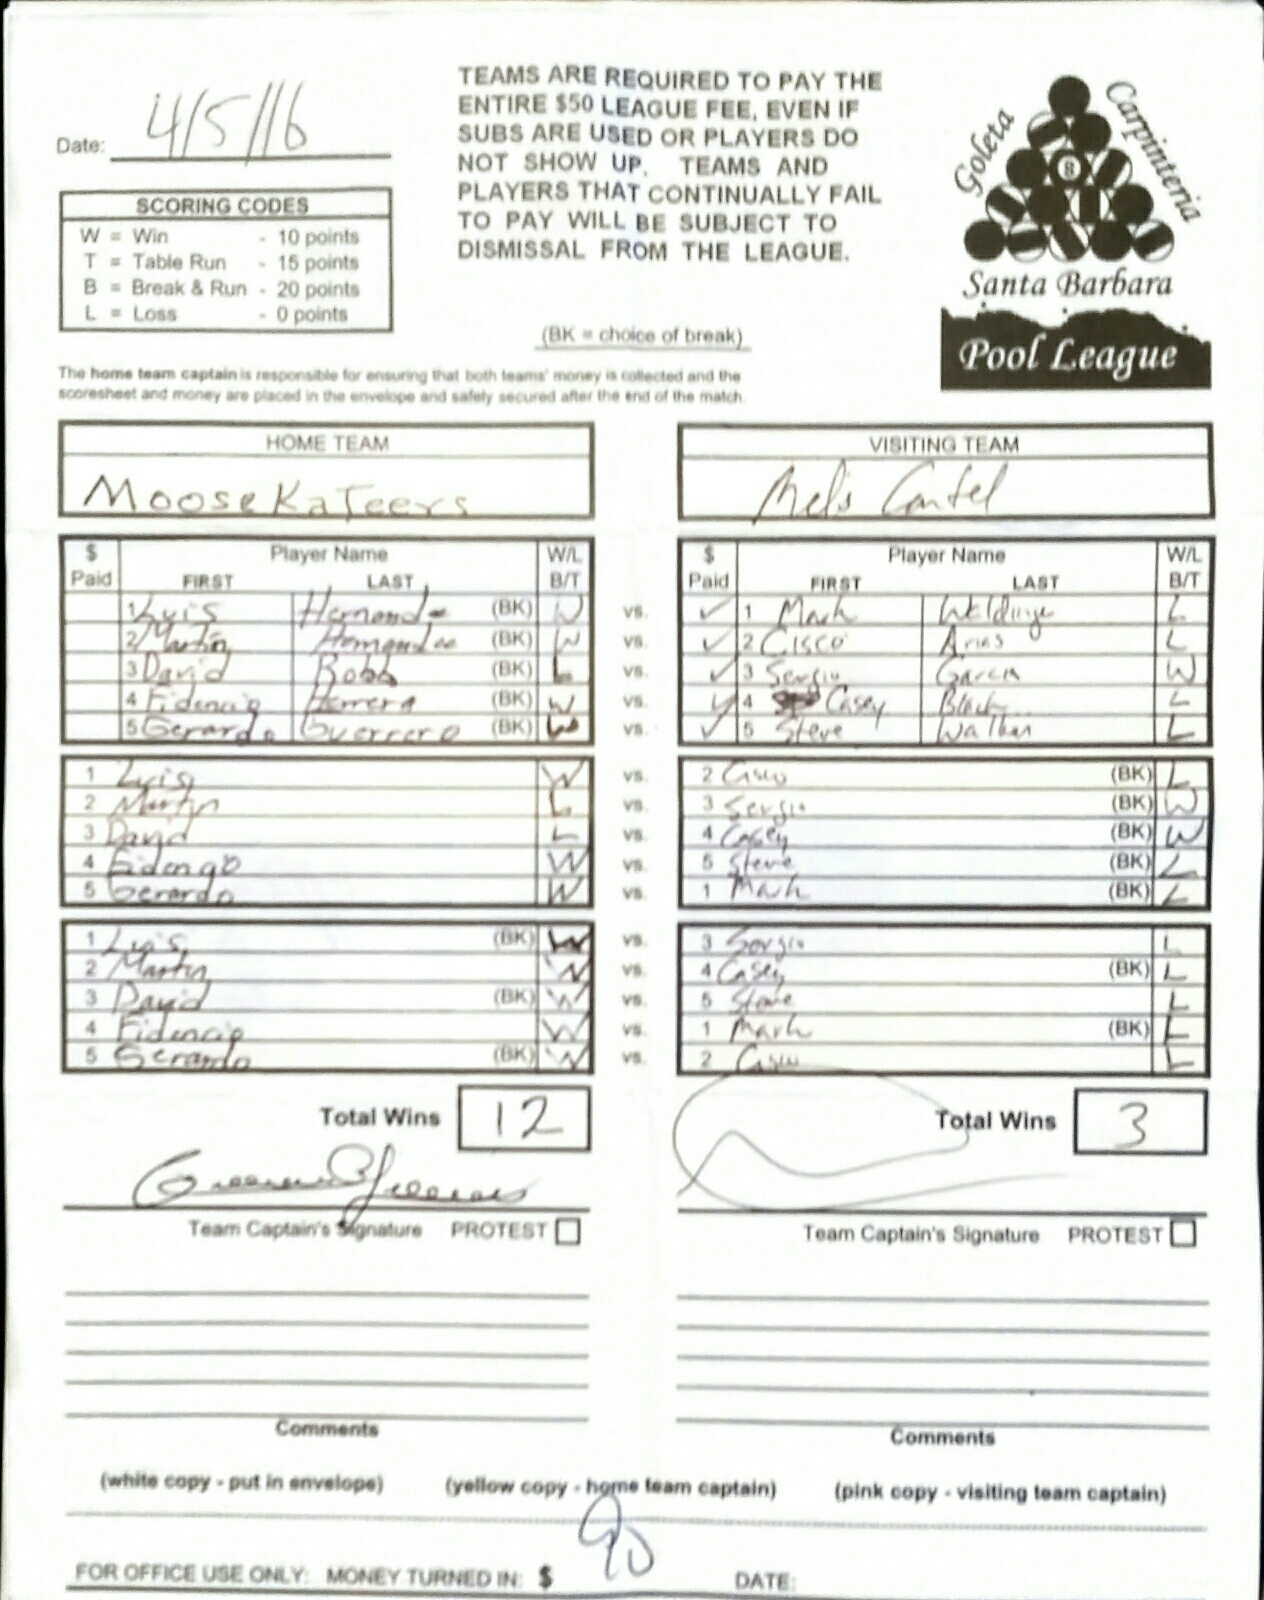 Date: 4/5/16
TEAMS ARE REQUIRED TO PAY THE
ENTIRE $50 LEAGUE FEE, EVEN IF
SUBS ARE USED OR PLAYERS DO
NOT SHOW UP. TEAMS AND
PLAYERS THAT CONTINUALLY FAIL
TO PAY WILL BE SUBJECT TO
DISMISSAL FROM THE LEAGUE.
Goleta
Carpinteria
8
Santa Barbara
Pool League
SCORING CODES
W = Win - 10 points
T = Table Run - 15 points
B = Break & Run - 20 points
L = Loss - 0 points
(BK = choice of break)
The home team captain is responsible for ensuring that both teams' money is collected and the
scoresheet and money are placed in the envelope and safely secured after the end of the match.
HOME TEAM VISITING TEAM
MooseKaTeers Mel's Cartel
$ Player Name W/L $ Player Name W/L
Paid FIRST LAST B/T Paid FIRST LAST B/T
1 Luis (BK) W vs. ✓ 1 Mark L
2 Martin (BK) W vs. ✓ 2 Cisco Arias L
3 David Robb (BK) L vs. ✓ 3 Sergio Garcia W
4 Fidencio Herrera (BK) W vs. ✓ 4 Casey Black L
5 Gerardo Guerrero (BK) W vs. ✓ 5 Steve L
1 Luis W vs. 2 Cisco (BK) L
2 Martin L vs. 3 Sergio (BK) W
3 David L vs. 4 Casey (BK) W
4 Fidencio W vs. 5 Steve (BK) L
5 Gerardo W vs. 1 Mark (BK) L
1 Luis (BK) W vs. 3 Sergio L
2 Martin W vs. 4 Casey (BK) L
3 David (BK) W vs. 5 Steve L
4 Fidencio W vs. 1 Mark (BK) L
5 Gerardo (BK) W vs. 2 Cisco L
Total Wins 12 Total Wins 3
Team Captain's Signature PROTEST Team Captain's Signature PROTEST
Comments Comments
(white copy - put in envelope) (yellow copy - home team captain) (pink copy - visiting team captain)
FOR OFFICE USE ONLY: MONEY TURNED IN: $ 90 DATE: